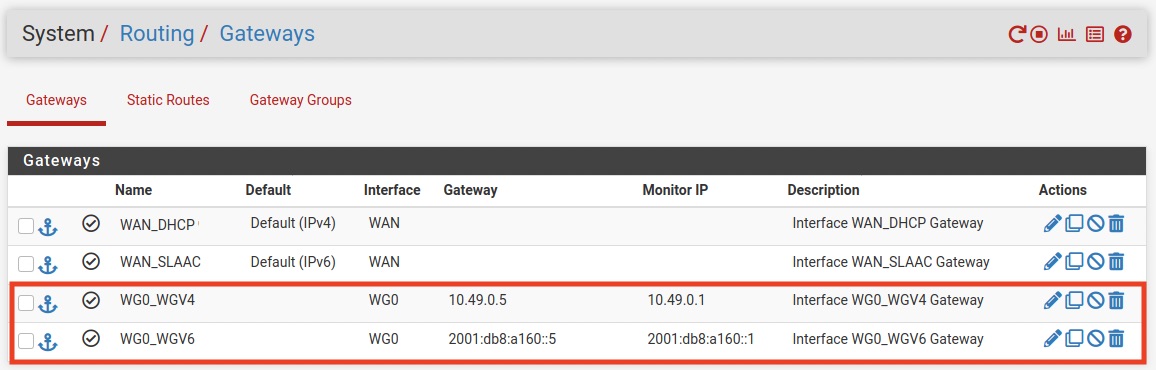 System / Routing / Gateways
Gateways Static Routes Gateway Groups
Gateways
Name Default Interface Gateway Monitor IP Description Actions
WAN_DHCP Default (IPv4) WAN Interface WAN_DHCP Gateway
WAN_SLAAC Default (IPv6) WAN Interface WAN_SLAAC Gateway
WG0_WGV4 WG0 10.49.0.5 10.49.0.1 Interface WG0_WGV4 Gateway
WG0_WGV6 WG0 2001:db8:a160::5 2001:db8:a160::1 Interface WG0_WGV6 Gateway